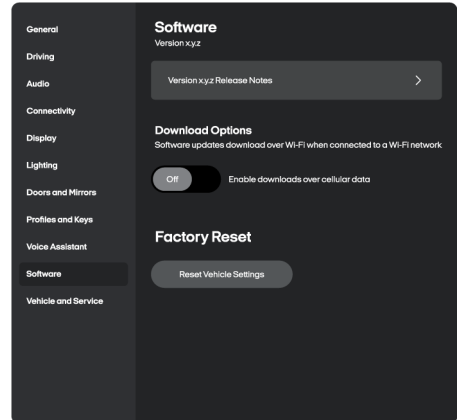 General
Driving
Audio
Connectivity
Display
Lighting
Doors and Mirrors
Profiles and Keys
Voice Assistant
Software
Vehicle and Service
Software
Version x.y.z
Version x.y.z Release Notes
Download Options
Software updates download over Wi-Fi when connected to a Wi-Fi network
Off
Enable downloads over cellular data
Factory Reset
Reset Vehicle Settings